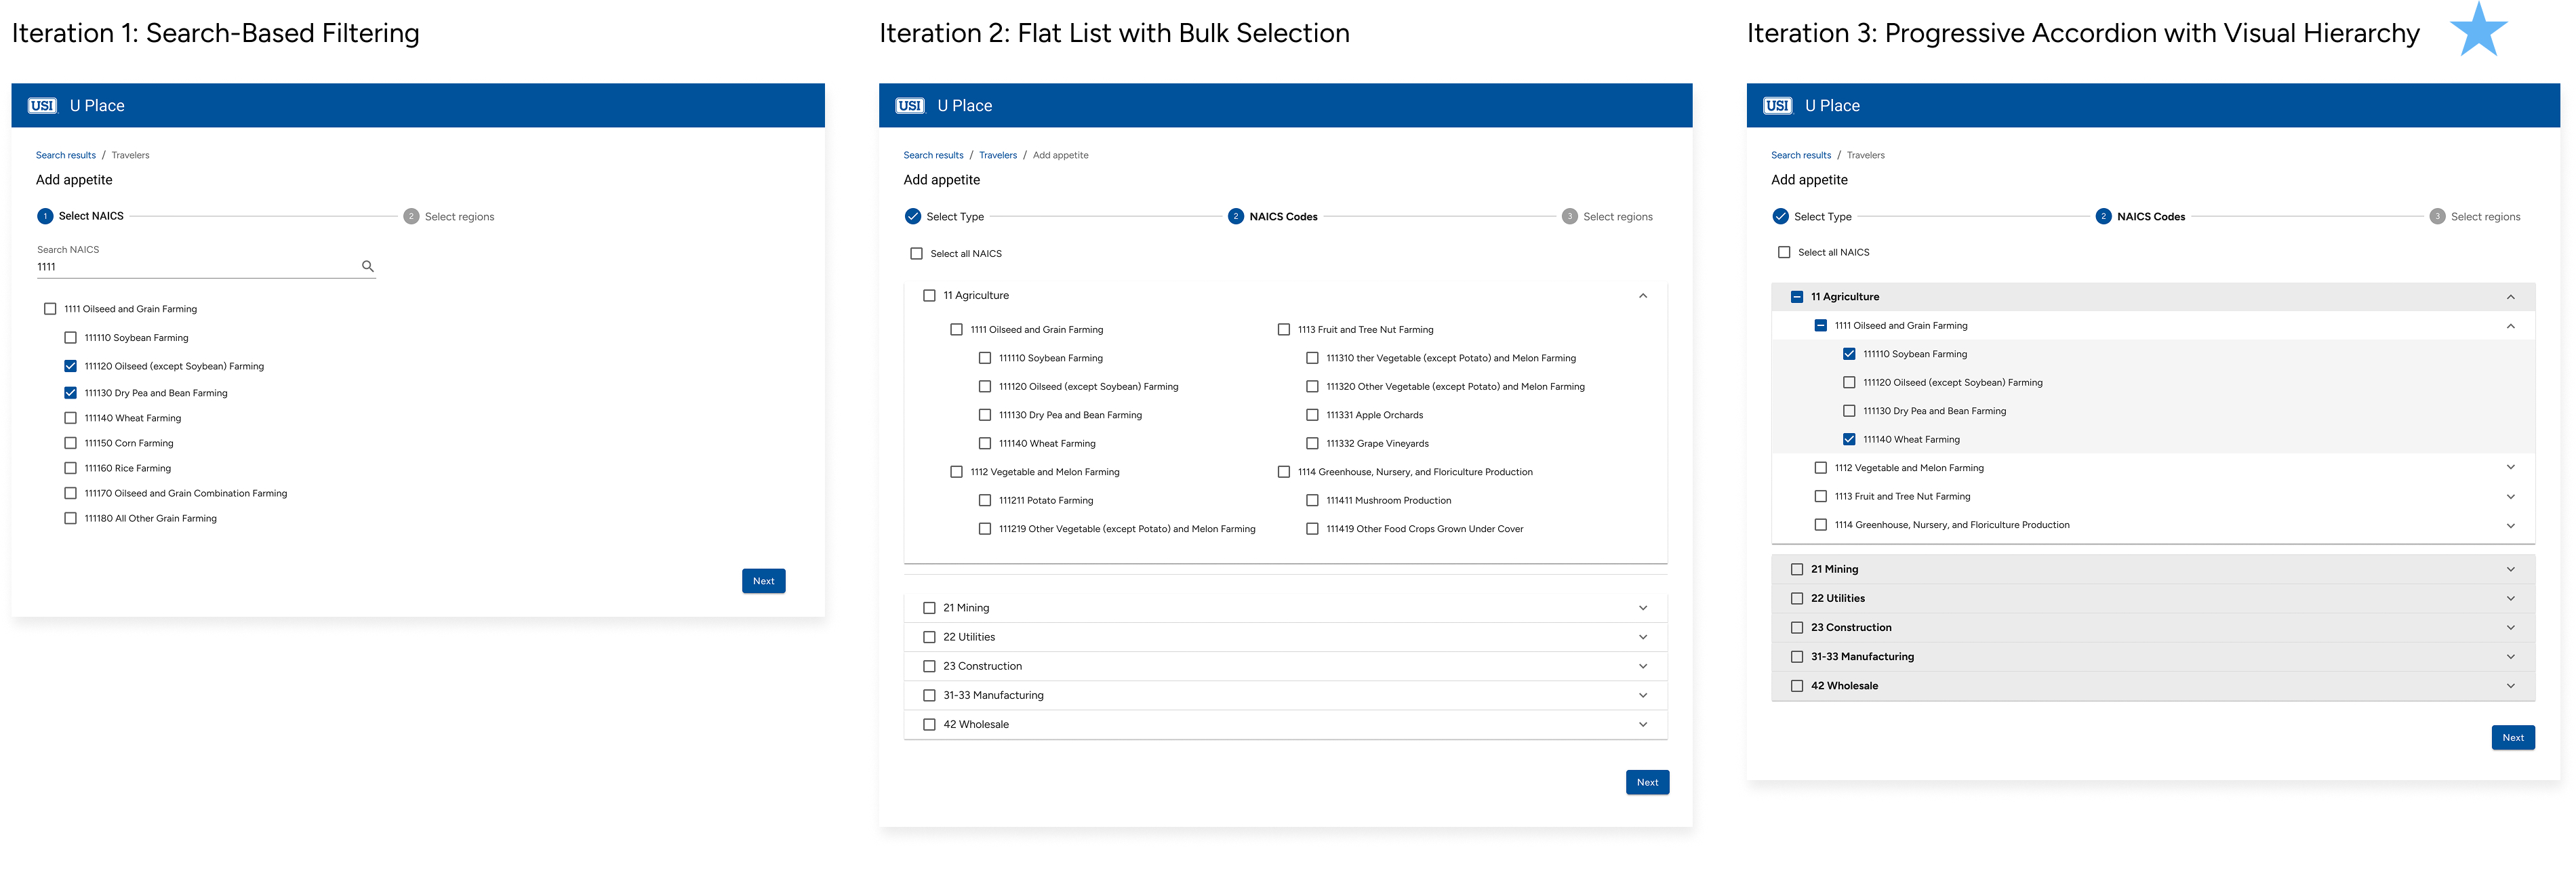 Iteration 1: Search-Based Filtering
USI U Place
Search results / Travelers
Add appetite
1 Select NAICS 2 Select regions
Search NAICS
1111
1111 Oilseed and Grain Farming
111110 Soybean Farming
111120 Oilseed (except Soybean) Farming
111130 Dry Pea and Bean Farming
111140 Wheat Farming
111150 Corn Farming
111160 Rice Farming
111170 Oilseed and Grain Combination Farming
111180 All Other Grain Farming
Next
Iteration 2: Flat List with Bulk Selection
USI U Place
Search results / Travelers / Add appetite
Add appetite
Select Type 2 NAICS Codes 3 Select regions
Select all NAICS
11 Agriculture
1111 Oilseed and Grain Farming
111110 Soybean Farming
111120 Oilseed (except Soybean) Farming
111130 Dry Pea and Bean Farming
111140 Wheat Farming
1112 Vegetable and Melon Farming
111211 Potato Farming
111219 Other Vegetable (except Potato) and Melon Farming
1113 Fruit and Tree Nut Farming
111310 ther Vegetable (except Potato) and Melon Farming
111320 Other Vegetable (except Potato) and Melon Farming
111331 Apple Orchards
111332 Grape Vineyards
1114 Greenhouse, Nursery, and Floriculture Production
111411 Mushroom Production
111419 Other Food Crops Grown Under Cover
21 Mining
22 Utilities
23 Construction
31-33 Manufacturing
42 Wholesale
Next
Iteration 3: Progressive Accordion with Visual Hierarchy
USI U Place
Search results / Travelers
Add appetite
Select Type 2 NAICS Codes 3 Select regions
Select all NAICS
11 Agriculture
1111 Oilseed and Grain Farming
111110 Soybean Farming
111120 Oilseed (except Soybean) Farming
111130 Dry Pea and Bean Farming
111140 Wheat Farming
1112 Vegetable and Melon Farming
1113 Fruit and Tree Nut Farming
1114 Greenhouse, Nursery, and Floriculture Production
21 Mining
22 Utilities
23 Construction
31-33 Manufacturing
42 Wholesale
Next